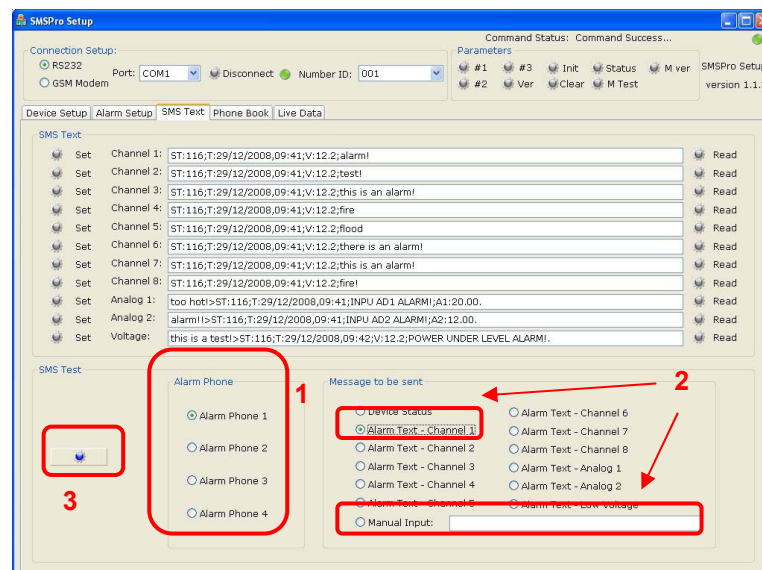 SMSPro Setup
Command Status: Command Success...
Connection Setup:
RS232
GSM Modem
Port: COM1
Disconnect
Number ID: 001
Parameters
#1 #3 Init Status M ver
#2 Ver Clear M Test
SMSPro Setup
version 1.1.
Device Setup Alarm Setup SMS Text Phone Book Live Data
SMS Text
Set Channel 1: ST:116;T:29/12/2008,09:41;V:12.2;alarm! Read
Set Channel 2: ST:116;T:29/12/2008,09:41;V:12.2;test! Read
Set Channel 3: ST:116;T:29/12/2008,09:41;V:12.2;this is an alarm! Read
Set Channel 4: ST:116;T:29/12/2008,09:41;V:12.2;fire Read
Set Channel 5: ST:116;T:29/12/2008,09:41;V:12.2;flood Read
Set Channel 6: ST:116;T:29/12/2008,09:41;V:12.2;there is an alarm! Read
Set Channel 7: ST:116;T:29/12/2008,09:41;V:12.2;this is an alarm! Read
Set Channel 8: ST:116;T:29/12/2008,09:41;V:12.2;fire! Read
Set Analog 1: too hot!>ST:116;T:29/12/2008,09:41;INPU AD1 ALARM!;A1:20.00. Read
Set Analog 2: alarm!!>ST:116;T:29/12/2008,09:41;INPU AD2 ALARM!;A2:12.00. Read
Set Voltage: this is a test!>ST:116;T:29/12/2008,09:42;V:12.2;POWER UNDER LEVEL ALARM!. Read
SMS Test
3
Alarm Phone
Alarm Phone 1
Alarm Phone 2
Alarm Phone 3
Alarm Phone 4
1
Message to be sent
2
Device Status
Alarm Text - Channel 1
Alarm Text - Channel 2
Alarm Text - Channel 3
Alarm Text - Channel 4
Alarm Text - Channel 5
Alarm Text - Channel 6
Alarm Text - Channel 7
Alarm Text - Channel 8
Alarm Text - Analog 1
Alarm Text - Analog 2
Alarm Text - Low Voltage
Manual Input: